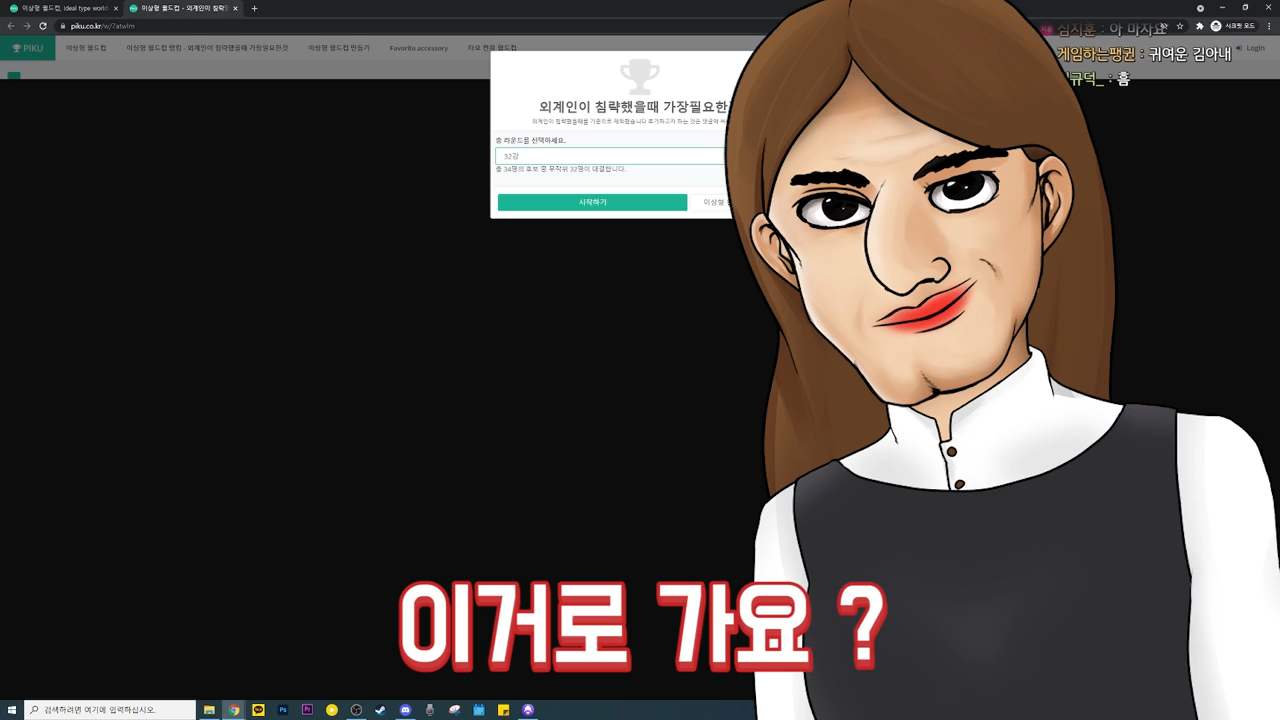 이상형 월드컵, Ideal type world
이상형 월드컵 - 외계인이 침략
piku.co.kr/w/7atwIm
시크릿 모드
PIKU
이상형 월드컵
이상형 월드컵 랭킹 - 외계인이 침략했을때 가장필요한것
이상형 월드컵 만들기
Favorite accessory
Login
심지훈 : 아 마자요
게임하는팽귄 : 귀여운 김아내
규덕_ : 흠
외계인이 침략했을때 가장필요한
총 라운드를 선택하세요.
32강
총 34명의 후보 중 무작위 32명이 대결합니다.
시작하기
이상형
이거로 가요 ?
검색하려면 여기에 입력하십시오.